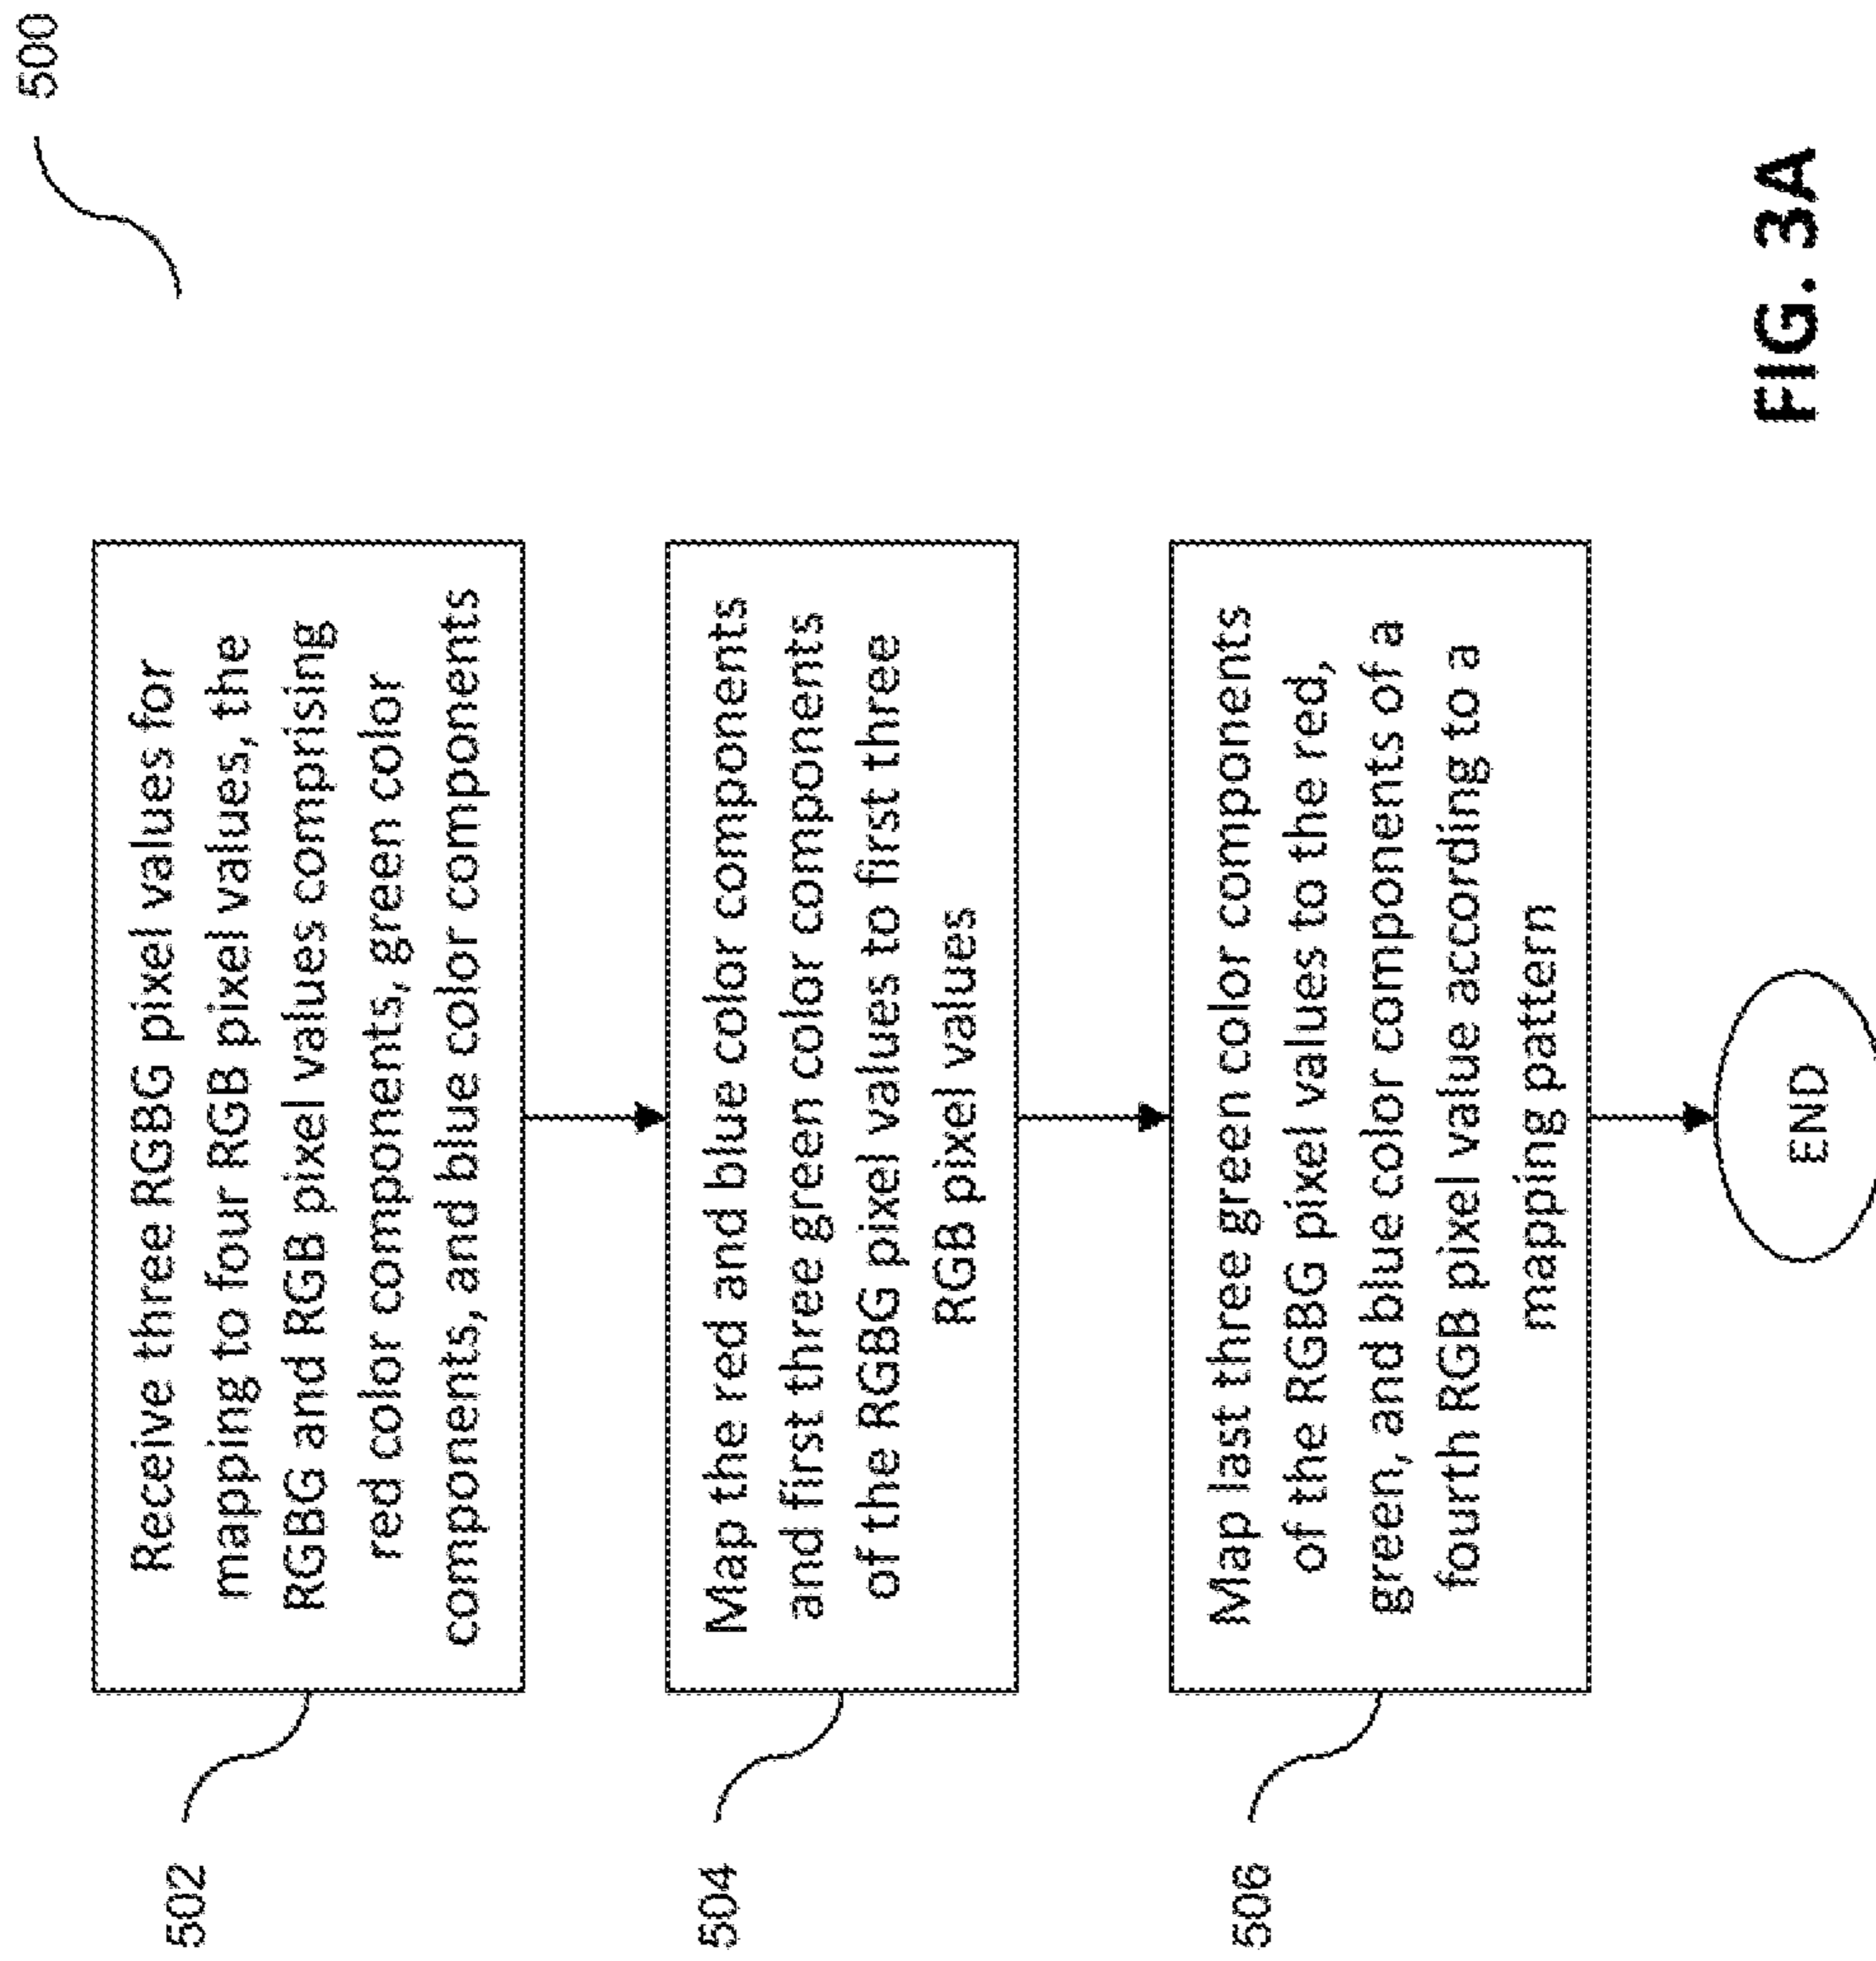 500
502
Receive three RGBG pixel values for
mapping to four RGB pixel values, the
RGBG and RGB pixel values comprising
red color components, green color
components, and blue color components
504
Map the red and blue color components
and first three green color components
of the RGBG pixel values to first three
RGB pixel values
506
Map last three green color components
of the RGBG pixel values to the red,
green, and blue color components of a
fourth RGB pixel value according to a
mapping pattern
END
FIG. 3A